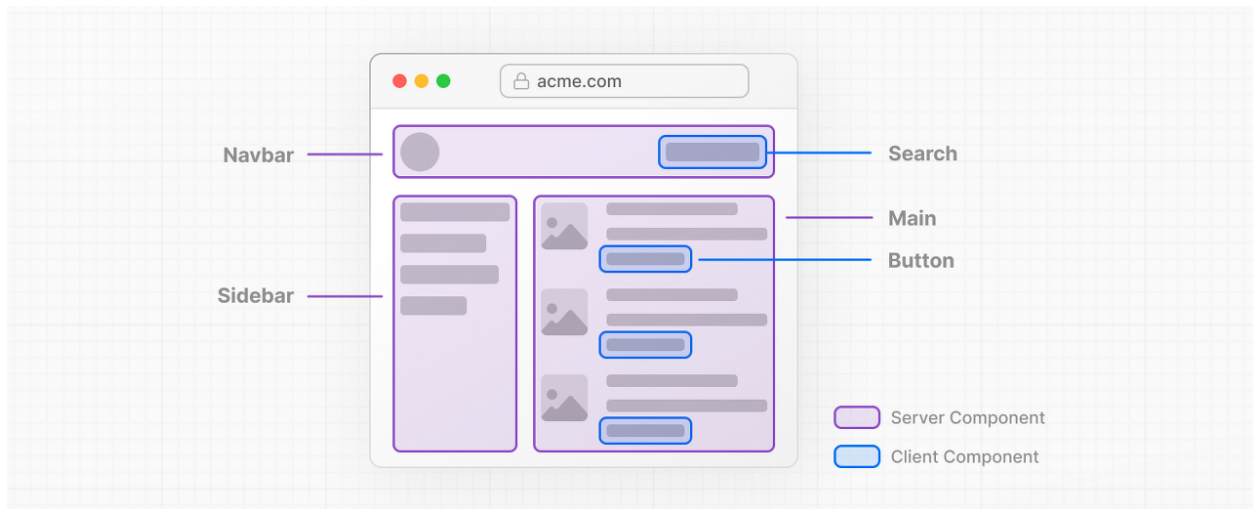 acme.com
Navbar
Search
Main
Button
Sidebar
Server Component
Client Component